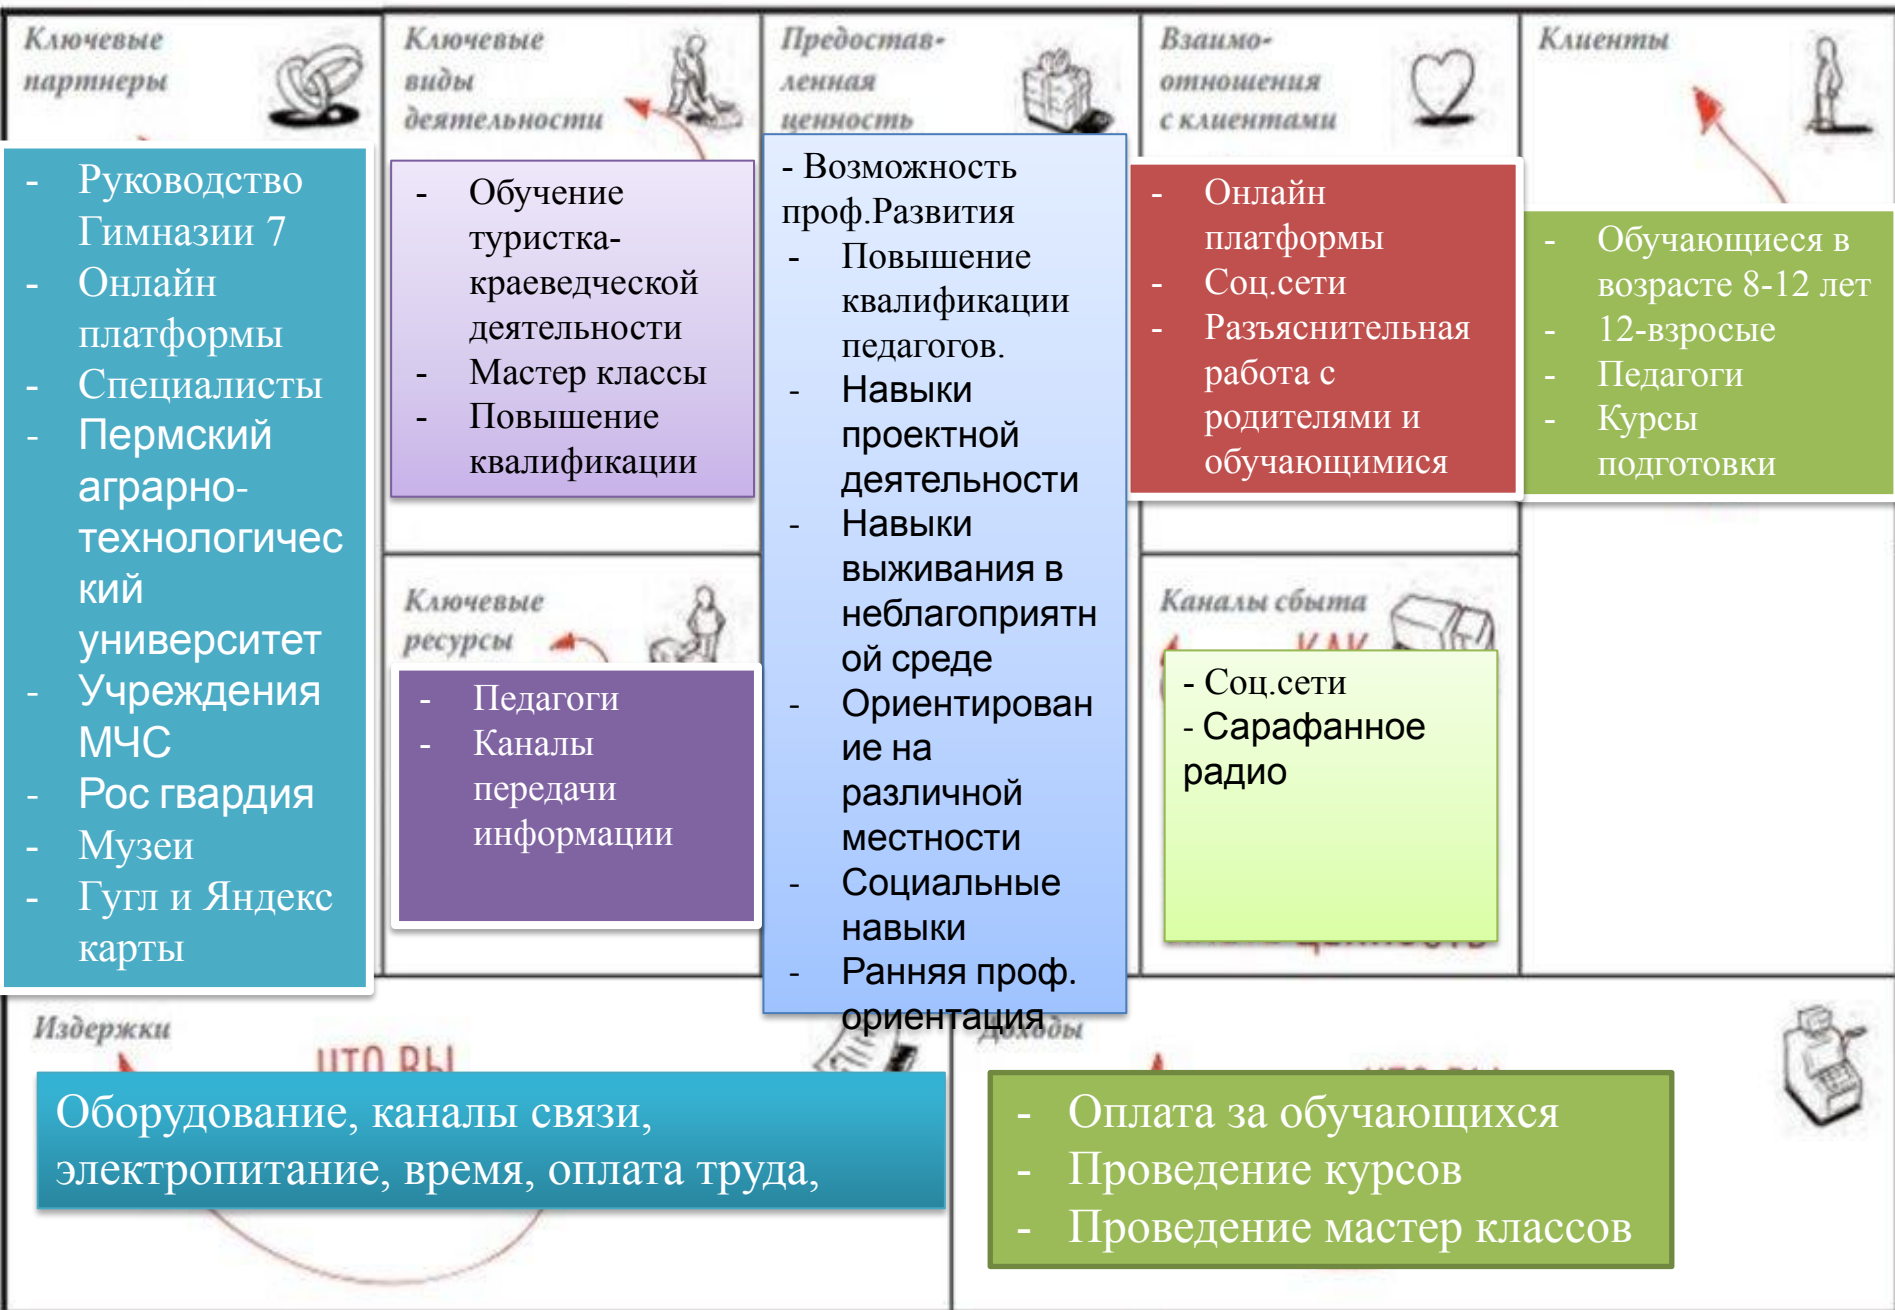 Ключевые
партнеры
- Руководство
Гимназии 7
- Онлайн
платформы
- Специалисты
- Пермский
аграрно-
технологичес
кий
университет
- Учреждения
МЧС
- Рос гвардия
- Музеи
- Гугл и Яндекс
карты
Ключевые
виды
деятельности
- Обучение
туристка-
краеведческой
деятельности
- Мастер классы
- Повышение
квалификации
Ключевые
ресурсы
- Педагоги
- Каналы
передачи
информации
Предостав-
ленная
ценность
- Возможность
проф.Развития
- Повышение
квалификации
педагогов.
- Навыки
проектной
деятельности
- Навыки
выживания в
неблагоприятн
ой среде
- Ориентирован
ие на
различной
местности
- Социальные
навыки
- Ранняя проф.
ориентация
Взаимо-
отношения
с клиентами
- Онлайн
платформы
- Соц.сети
- Разъяснительная
работа с
родителями и
обучающимися
Каналы сбыта
- Соц.сети
- Сарафанное
радио
Клиенты
- Обучающиеся в
возрасте 8-12 лет
- 12-взросые
- Педагоги
- Курсы
подготовки
Издержки
Оборудование, каналы связи,
электропитание, время, оплата труда,
Доходы
- Оплата за обучающихся
- Проведение курсов
- Проведение мастер классов